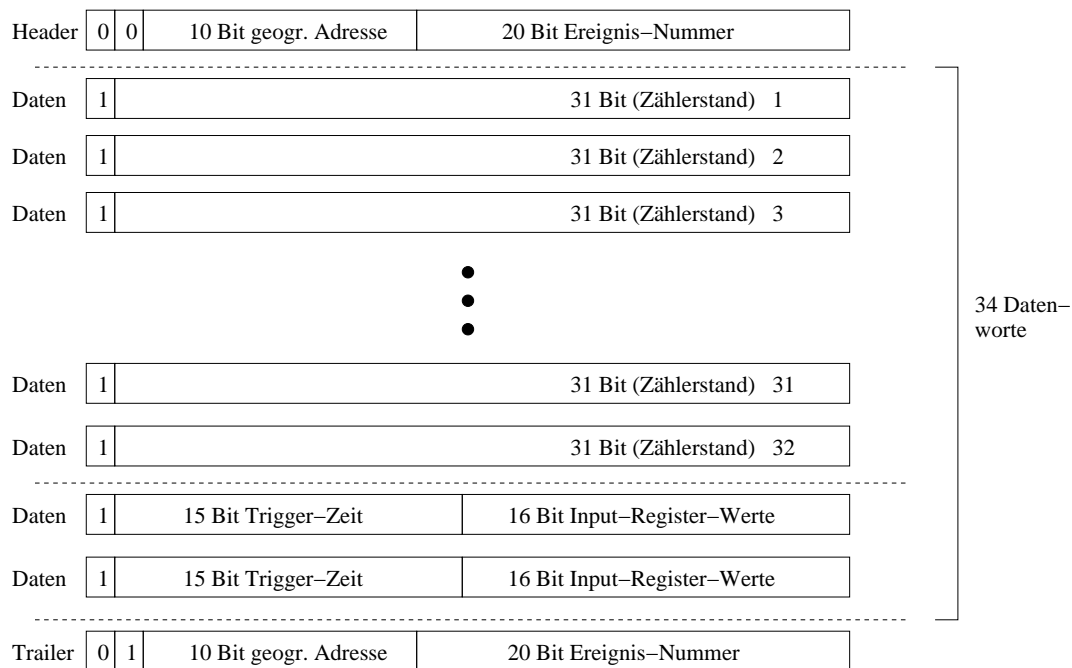 Header 0 0 10 Bit geogr. Adresse 20 Bit Ereignis−Nummer
Daten 1 31 Bit (Zählerstand) 1
Daten 1 31 Bit (Zählerstand) 2
Daten 1 31 Bit (Zählerstand) 3
34 Daten−
worte
Daten 1 31 Bit (Zählerstand) 31
Daten 1 31 Bit (Zählerstand) 32
Daten 1 15 Bit Trigger−Zeit 16 Bit Input−Register−Werte
Daten 1 15 Bit Trigger−Zeit 16 Bit Input−Register−Werte
Trailer 0 1 10 Bit geogr. Adresse 20 Bit Ereignis−Nummer